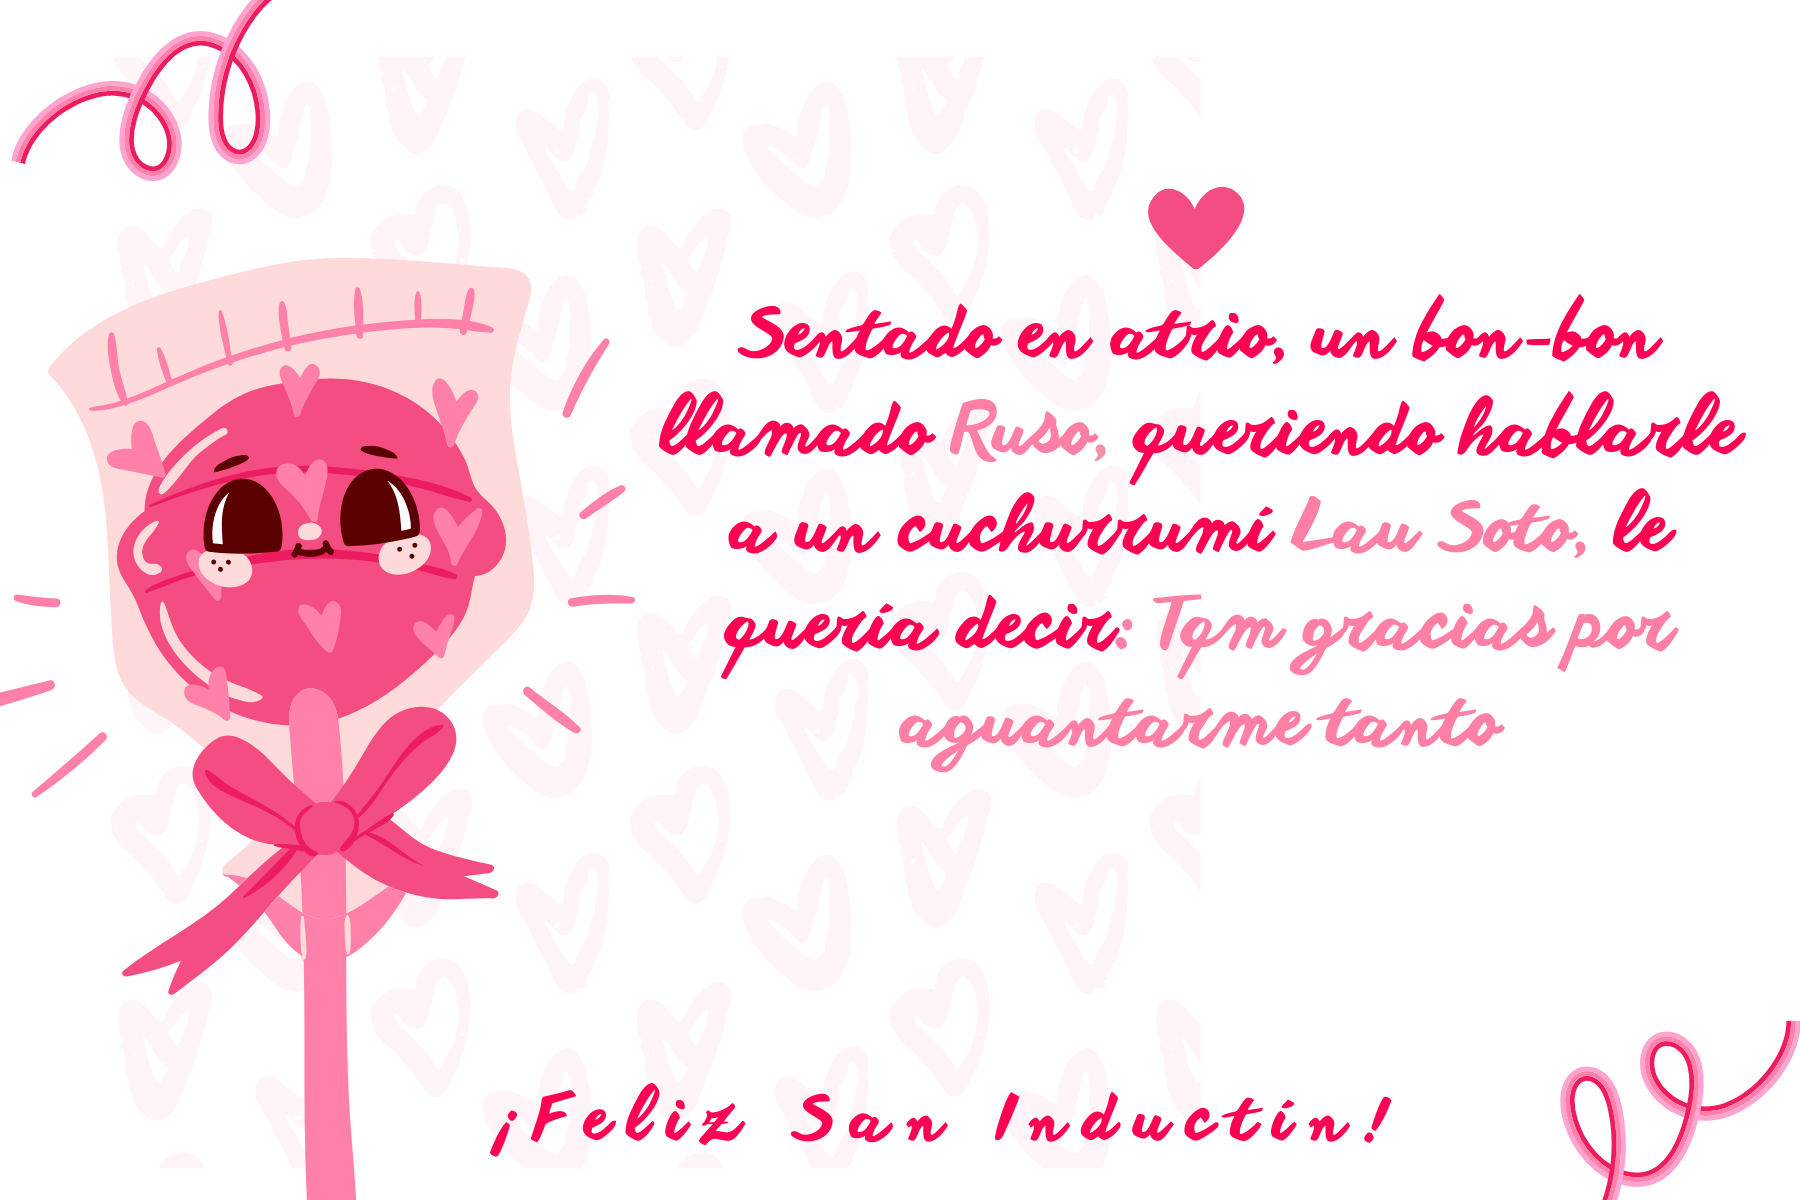 Sentado en atrio, un bon-bon
llamado Ruso, queriendo hablarle
a un cuchurrumí Lau Soto, le
quería decir: Tqm gracias por
aguantarme tanto
¡Feliz San Inductín!